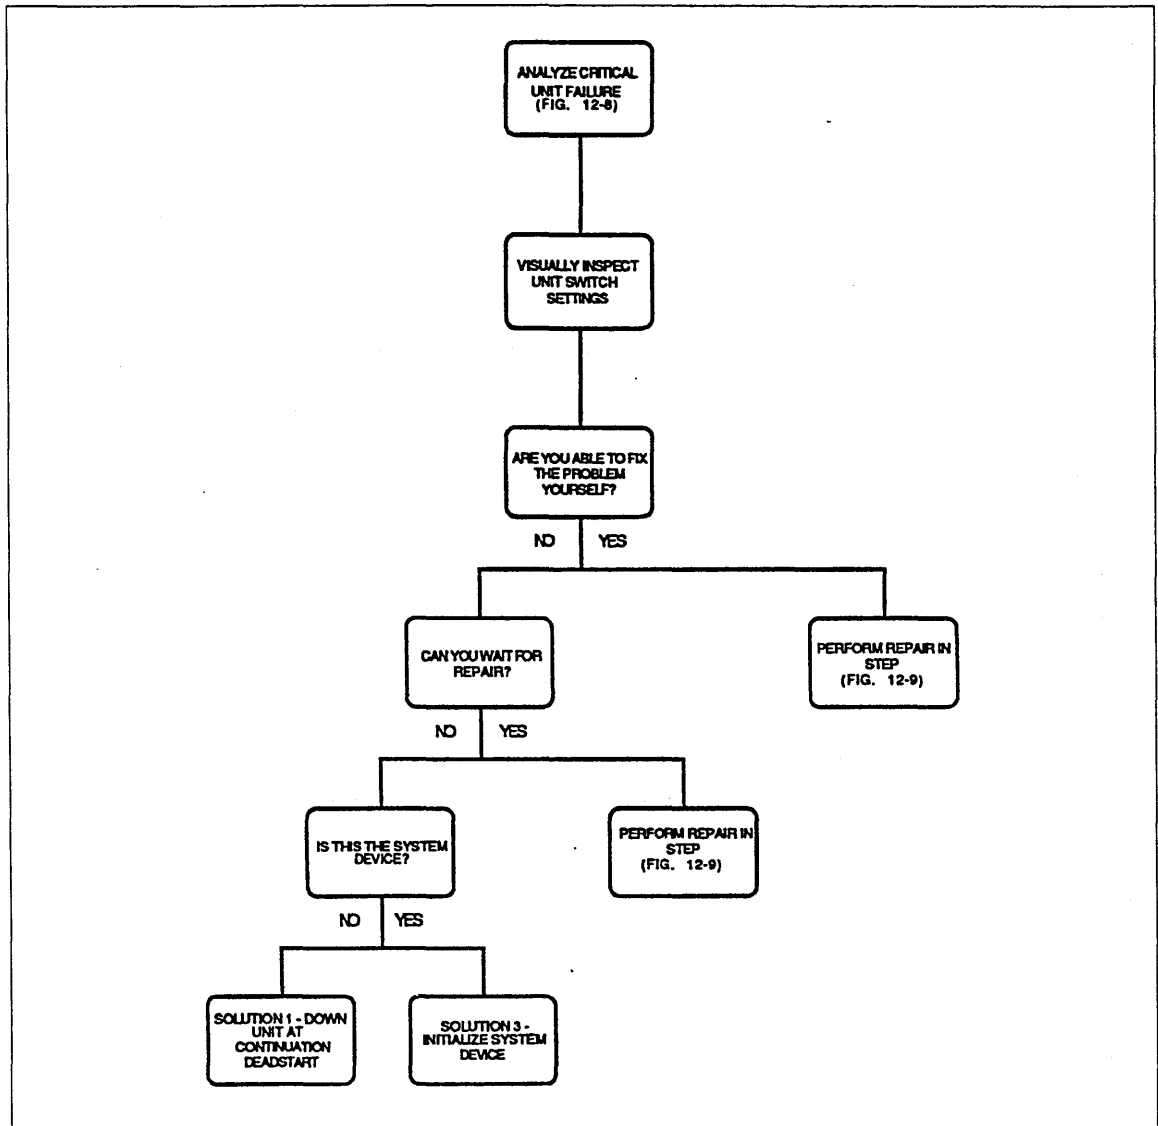 ANALYZE CRITICAL
UNIT FAILURE
(FIG. 12-8)
VISUALLY INSPECT
UNIT SWITCH
SETTINGS
ARE YOU ABLE TO FIX
THE PROBLEM
YOURSELF?
NO YES
CAN YOU WAIT FOR
REPAIR?
PERFORM REPAIR IN
STEP
(FIG. 12-9)
NO YES
IS THIS THE SYSTEM
DEVICE?
PERFORM REPAIR IN
STEP
(FIG. 12-9)
NO YES
SOLUTION 1 - DOWN
UNIT AT
CONTINUATION
DEADSTART
SOLUTION 3 -
INITIALIZE SYSTEM
DEVICE